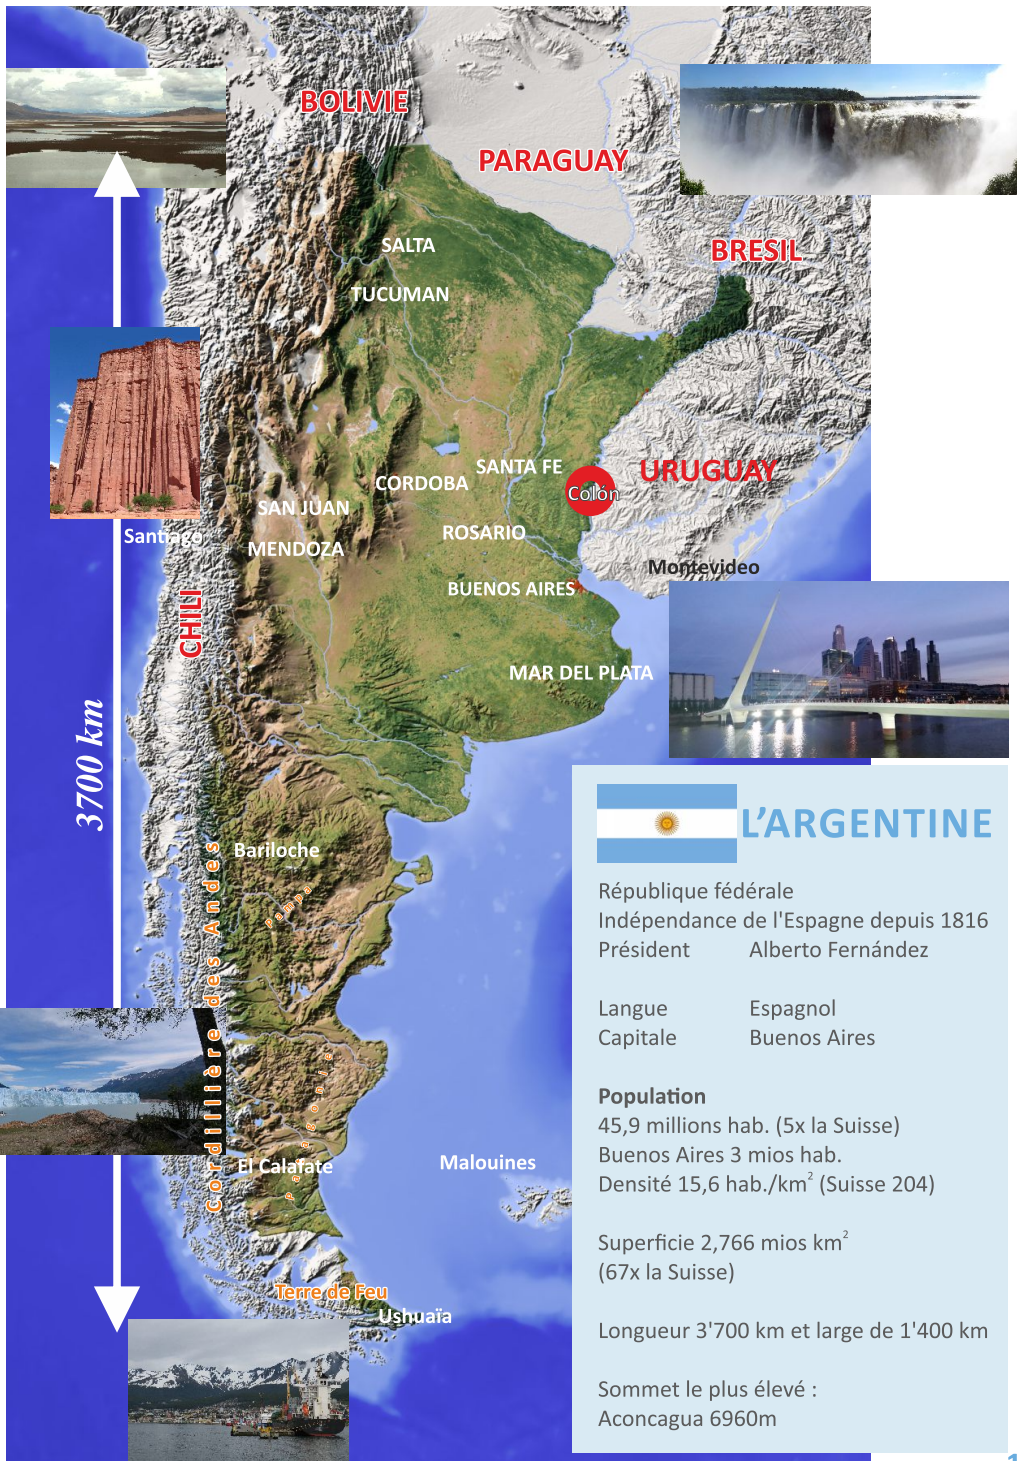 BOLIVIE
PARAGUAY
BRESIL
SALTA
TUCUMAN
SANTA FE
URUGUAY
CORDOBA
Colón
SAN JUAN
Santiago
ROSARIO
MENDOZA
Montevideo
BUENOS AIRES
CHILI
MAR DEL PLATA
3700 km
Bariloche
Pampa
Cordillière des Andes
Patagonie
El Calafate
Malouines
Terre de Feu
Ushuaïa
L'ARGENTINE
République fédérale
Indépendance de l'Espagne depuis 1816
Président Alberto Fernández
Langue Espagnol
Capitale Buenos Aires
Population
45,9 millions hab. (5x la Suisse)
Buenos Aires 3 mios hab.
Densité 15,6 hab./km² (Suisse 204)
Superficie 2,766 mios km²
(67x la Suisse)
Longueur 3'700 km et large de 1'400 km
Sommet le plus élevé :
Aconcagua 6960m